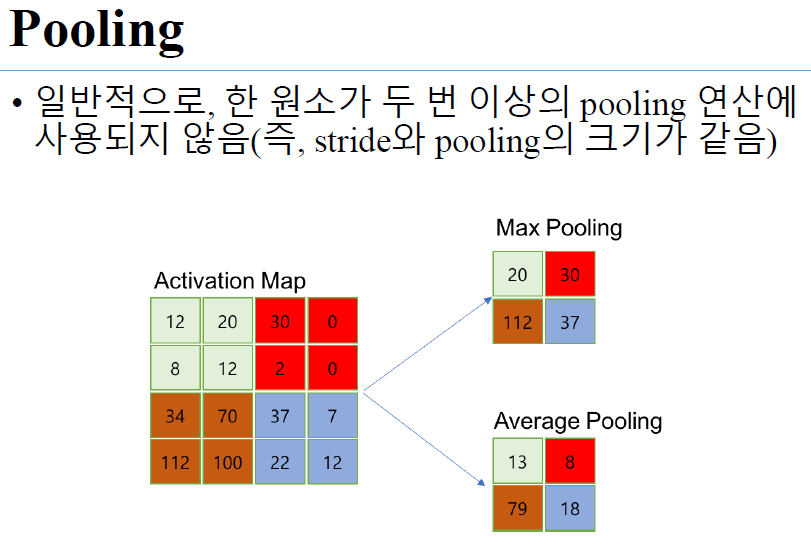 Pooling
• 일반적으로, 한 원소가 두 번 이상의 pooling 연산에
사용되지 않음(즉, stride와 pooling의 크기가 같음)
Activation Map
12 20 30 0
8 12 2 0
34 70 37 7
112 100 22 12
Max Pooling
20 30
112 37
Average Pooling
13 8
79 18